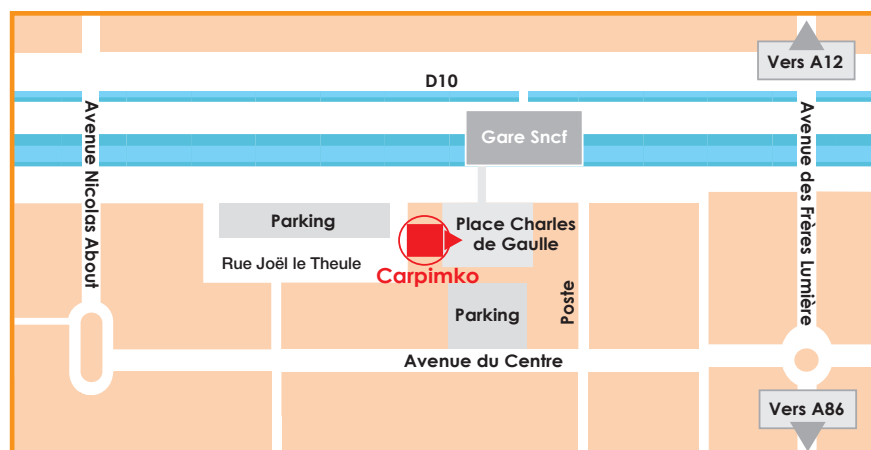 Vers A12
D10
Avenue Nicolas About
Avenue des Frères Lumière
Gare Sncf
Parking
Place Charles
de Gaulle
Rue Joël le Theule
Carpimko
Poste
Parking
Avenue du Centre
Vers A86